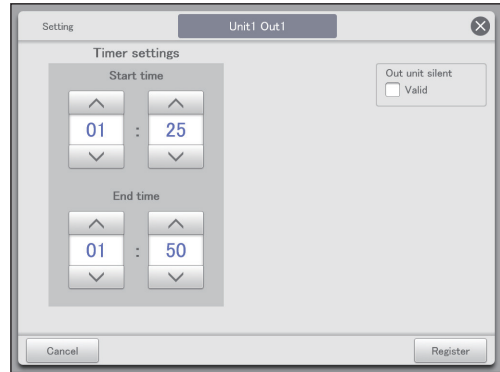 Setting
Unit1 Out1
Timer settings
Start time
01 : 25
End time
01 : 50
Out unit silent
Valid
Cancel
Register